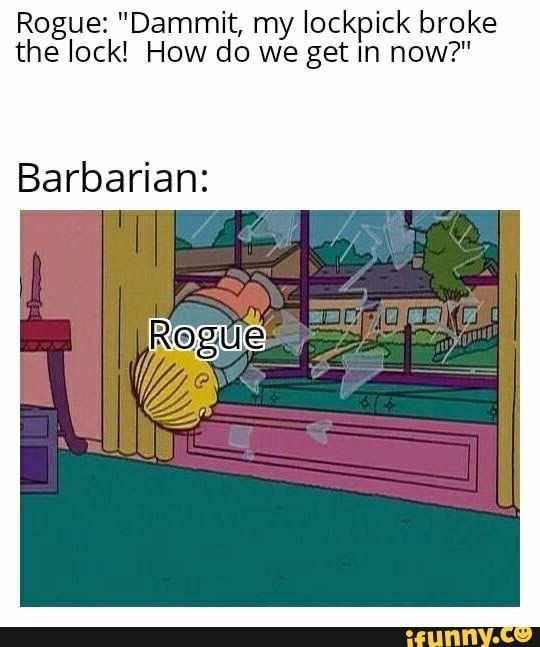 Rogue: "Dammit, my lockpick broke
the lock!  How do we get in now?"
Barbarian:
Rogue
ifunny.co